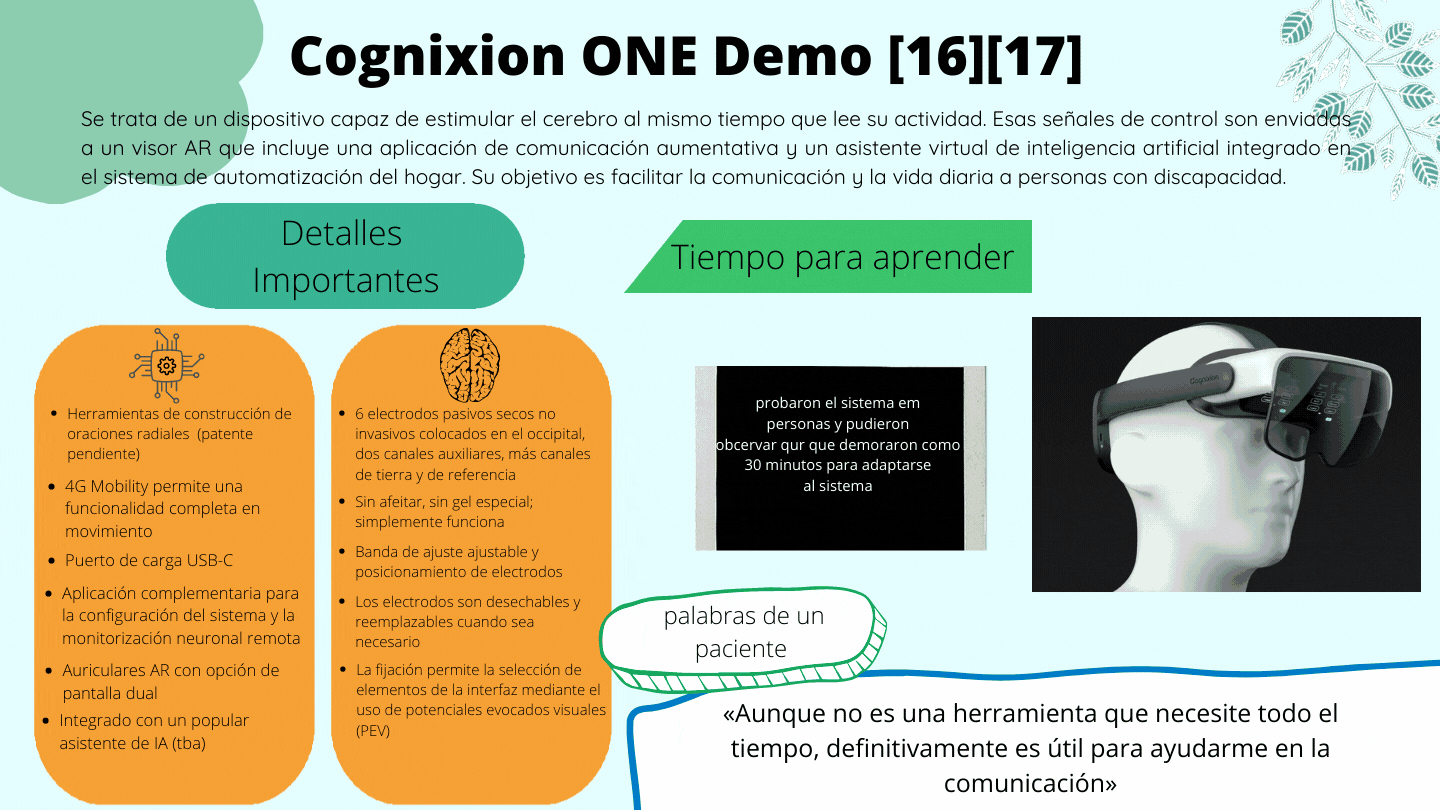 Cognixion ONE Demo [16][17]
Se trata de un dispositivo capaz de estimular el cerebro al mismo tiempo que lee su actividad. Esas señales de control son enviadas
a un visor AR que incluye una aplicación de comunicación aumentativa y un asistente virtual de inteligencia artificial integrado en
el sistema de automatización del hogar. Su objetivo es facilitar la comunicación y la vida diaria a personas con discapacidad.
Detalles
Importantes
Herramientas de construcción de
oraciones radiales (patente
pendiente)
4G Mobility permite una
funcionalidad completa en
movimiento
Puerto de carga USB-C
Aplicación complementaria para
la configuración del sistema y la
monitorización neuronal remota
Auriculares AR con opción de
pantalla dual
Integrado con un popular
asistente de IA (tba)
6 electrodos pasivos secos no
invasivos colocados en el occipital,
dos canales auxiliares, más canales
de tierra y de referencia
Sin afeitar, sin gel especial;
simplemente funciona
Banda de ajuste ajustable y
posicionamiento de electrodos
Los electrodos son desechables y
reemplazables cuando sea
necesario
La fijación permite la selección de
elementos de la interfaz mediante el
uso de potenciales evocados visuales
(PEV)
Tiempo para aprender
probaron el sistema em
personas y pudieron
obcervar qur que demoraron como
30 minutos para adaptarse
al sistema
Cognixion
palabras de un
paciente
«Aunque no es una herramienta que necesite todo el
tiempo, definitivamente es útil para ayudarme en la
comunicación»